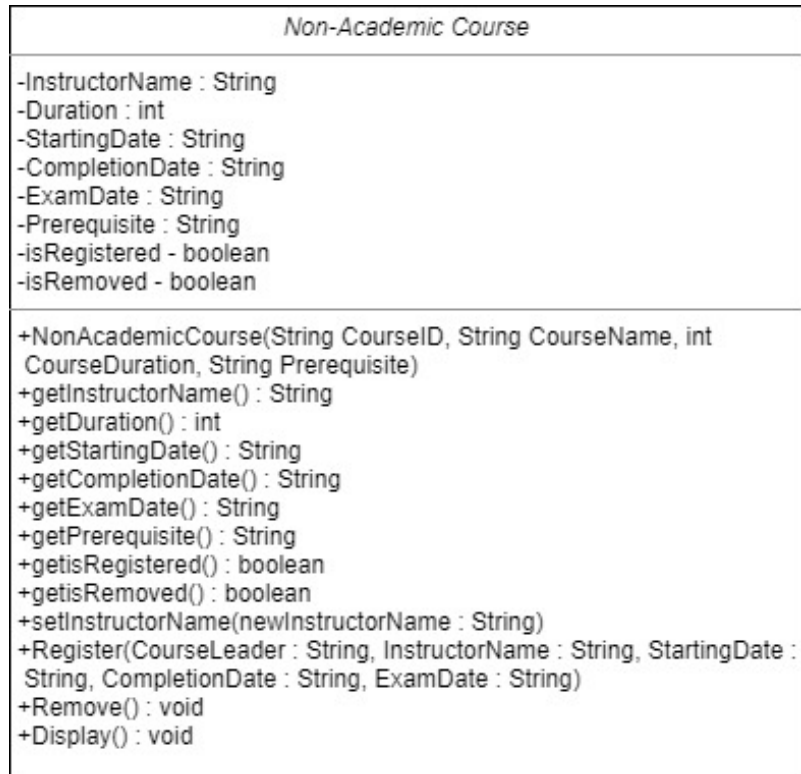 Non-Academic Course
-InstructorName : String
-Duration : int
-StartingDate : String
-CompletionDate : String
-ExamDate : String
-Prerequisite : String
-isRegistered - boolean
-isRemoved - boolean
+NonAcademicCourse(String CourseID, String CourseName, int
CourseDuration, String Prerequisite)
+getInstructorName() : String
+getDuration() : int
+getStartingDate() : String
+getCompletionDate() : String
+getExamDate() : String
+getPrerequisite() : String
+getisRegistered() : boolean
+getisRemoved() : boolean
+setInstructorName(newInstructorName : String)
+Register(CourseLeader : String, InstructorName : String, StartingDate :
String, CompletionDate : String, ExamDate : String)
+Remove() : void
+Display() : void